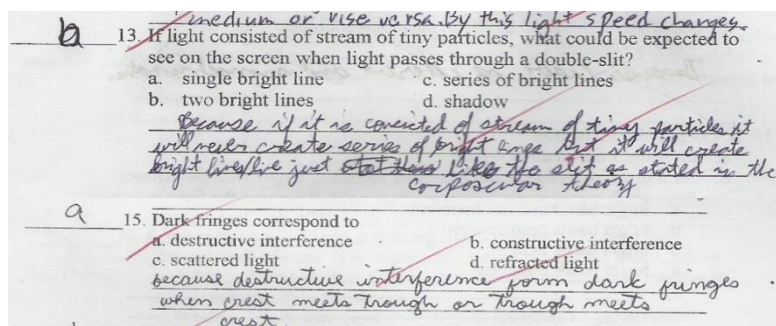 medium or vise versa. By this light speed changes.
b 13. If light consisted of stream of tiny particles, what could be expected to
see on the screen when light passes through a double-slit?
a. single bright line c. series of bright lines
b. two bright lines d. shadow
Because if it is consisted of stream of tiny particles it
will never create series of bright but it will create
bright just like the slit as stated in the
corposcular theory
a 15. Dark fringes correspond to
a. destructive interference b. constructive interference
c. scattered light d. refracted light
because destructive interference form dark fringes
when crest meets trough or trough meets
crest.